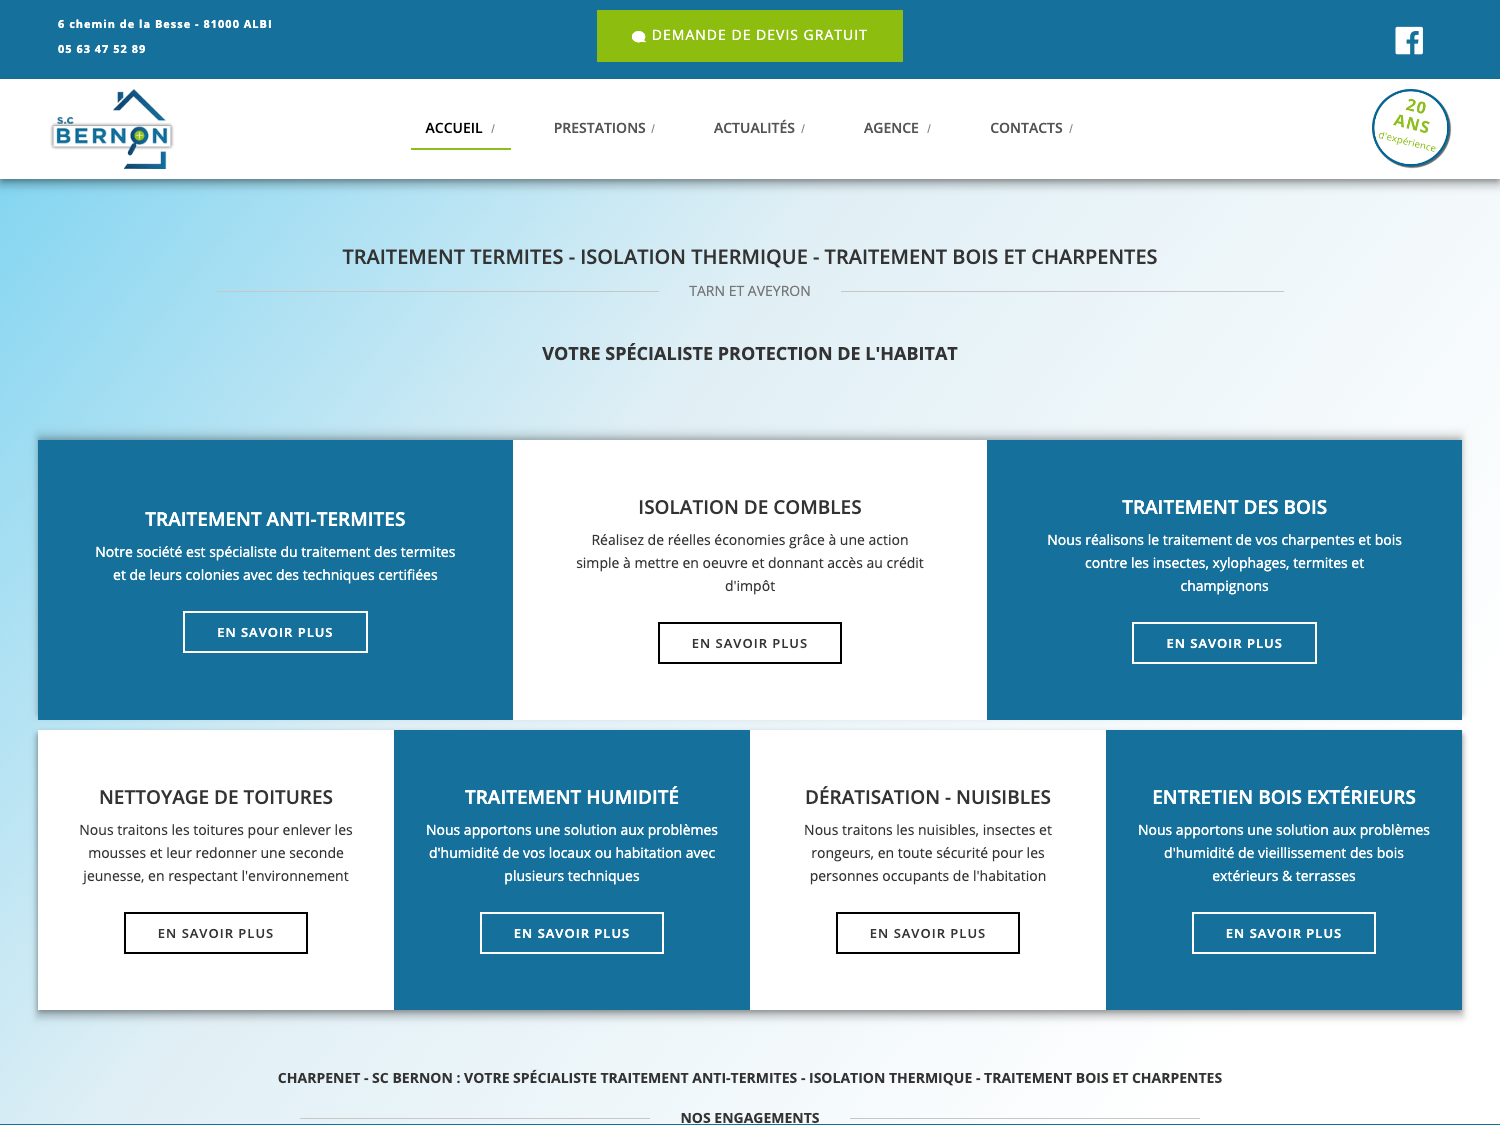 6 chemin de la Besse - 81000 ALBI
05 63 47 52 89
DEMANDE DE DEVIS GRATUIT
S.C
BERNON
ACCUEIL /
PRESTATIONS /
ACTUALITÉS /
AGENCE /
CONTACTS /
20
ANS
d'expérience
TRAITEMENT TERMITES - ISOLATION THERMIQUE - TRAITEMENT BOIS ET CHARPENTES
TARN ET AVEYRON
VOTRE SPÉCIALISTE PROTECTION DE L'HABITAT
TRAITEMENT ANTI-TERMITES
Notre société est spécialiste du traitement des termites
et de leurs colonies avec des techniques certifiées
EN SAVOIR PLUS
ISOLATION DE COMBLES
Réalisez de réelles économies grâce à une action
simple à mettre en oeuvre et donnant accès au crédit
d'impôt
EN SAVOIR PLUS
TRAITEMENT DES BOIS
Nous réalisons le traitement de vos charpentes et bois
contre les insectes, xylophages, termites et
champignons
EN SAVOIR PLUS
NETTOYAGE DE TOITURES
Nous traitons les toitures pour enlever les
mousses et leur redonner une seconde
jeunesse, en respectant l'environnement
EN SAVOIR PLUS
TRAITEMENT HUMIDITÉ
Nous apportons une solution aux problèmes
d'humidité de vos locaux ou habitation avec
plusieurs techniques
EN SAVOIR PLUS
DÉRATISATION - NUISIBLES
Nous traitons les nuisibles, insectes et
rongeurs, en toute sécurité pour les
personnes occupants de l'habitation
EN SAVOIR PLUS
ENTRETIEN BOIS EXTÉRIEURS
Nous apportons une solution aux problèmes
d'humidité de vieillissement des bois
extérieurs & terrasses
EN SAVOIR PLUS
CHARPENET - SC BERNON : VOTRE SPÉCIALISTE TRAITEMENT ANTI-TERMITES - ISOLATION THERMIQUE - TRAITEMENT BOIS ET CHARPENTES
NOS ENGAGEMENTS